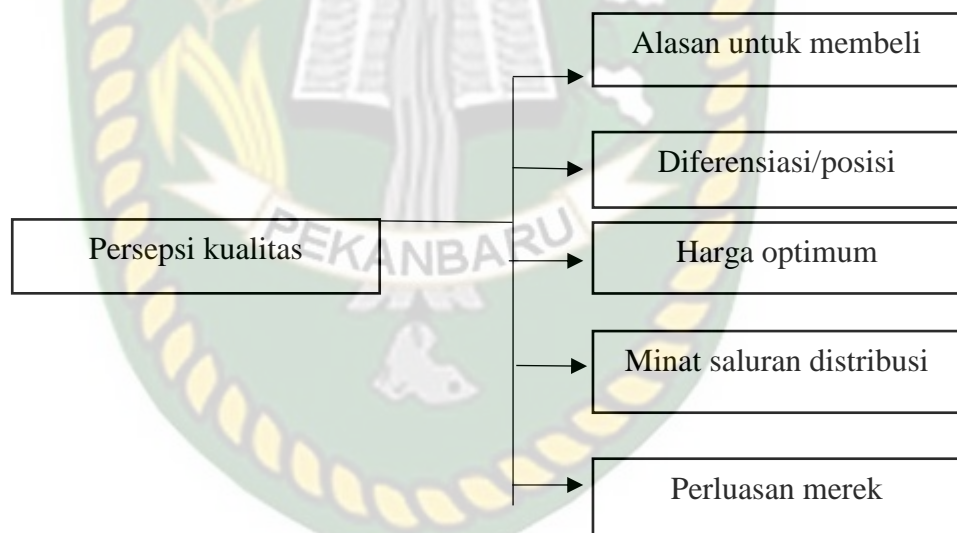 Alasan untuk membeli
Diferensiasi/posisi
Persepsi kualitas
PEKANBARU
Harga optimum
Minat saluran distribusi
Perluasan merek